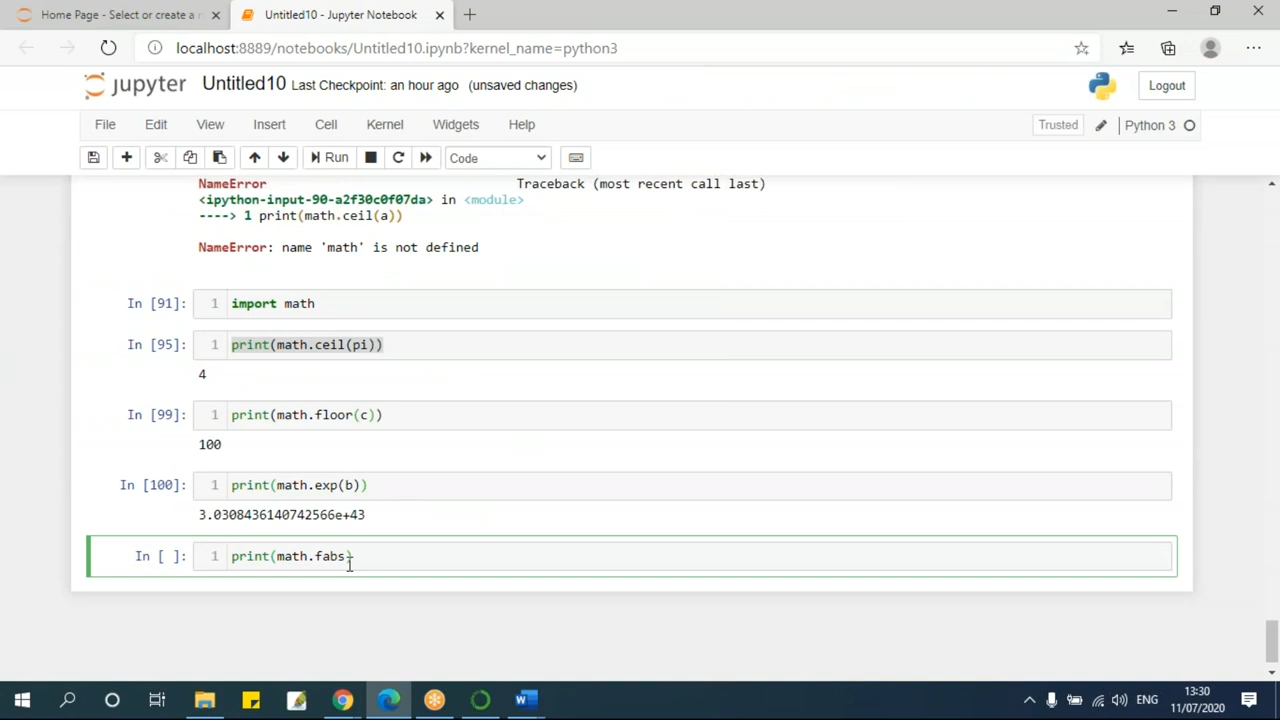 Home Page - Select or create a n
Untitled10 - Jupyter Notebook
localhost:8889/notebooks/Untitled10.ipynb?kernel_name=python3
jupyter Untitled10 Last Checkpoint: an hour ago (unsaved changes)
Logout
File Edit View Insert Cell Kernel Widgets Help
Trusted Python 3
Run Code
NameError Traceback (most recent call last)
<ipython-input-90-a2f30c0f07da> in <module>
----> 1 print(math.ceil(a))
NameError: name 'math' is not defined
In [91]: 1 import math
In [95]: 1 print(math.ceil(pi))
4
In [99]: 1 print(math.floor(c))
100
In [100]: 1 print(math.exp(b))
3.0308436140742566e+43
In [ ]: 1 print(math.fabs)
ENG
13:30
11/07/2020